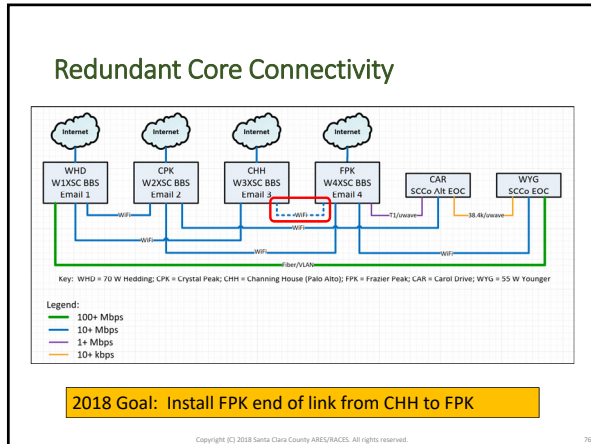 Redundant Core Connectivity
Internet
Internet
Internet
Internet
WHD
W1XSC BBS
Email 1
CPK
W2XSC BBS
Email 2
CHH
W3XSC BBS
Email 3
FPK
W4XSC BBS
Email 4
CAR
SCCo Alt EOC
WYG
SCCo EOC
WiFi
WiFi
T1/uwave
38.4k/uwave
WiFi
WiFi
WiFi
WiFi
Fiber/VLAN
Key: WHD = 70 W Hedding; CPK = Crystal Peak; CHH = Channing House (Palo Alto); FPK = Frazier Peak; CAR = Carol Drive; WYG = 55 W Younger
Legend:
100+ Mbps
10+ Mbps
1+ Mbps
10+ kbps
2018 Goal: Install FPK end of link from CHH to FPK
Copyright (C) 2018 Santa Clara County ARES/RACES. All rights reserved.
76